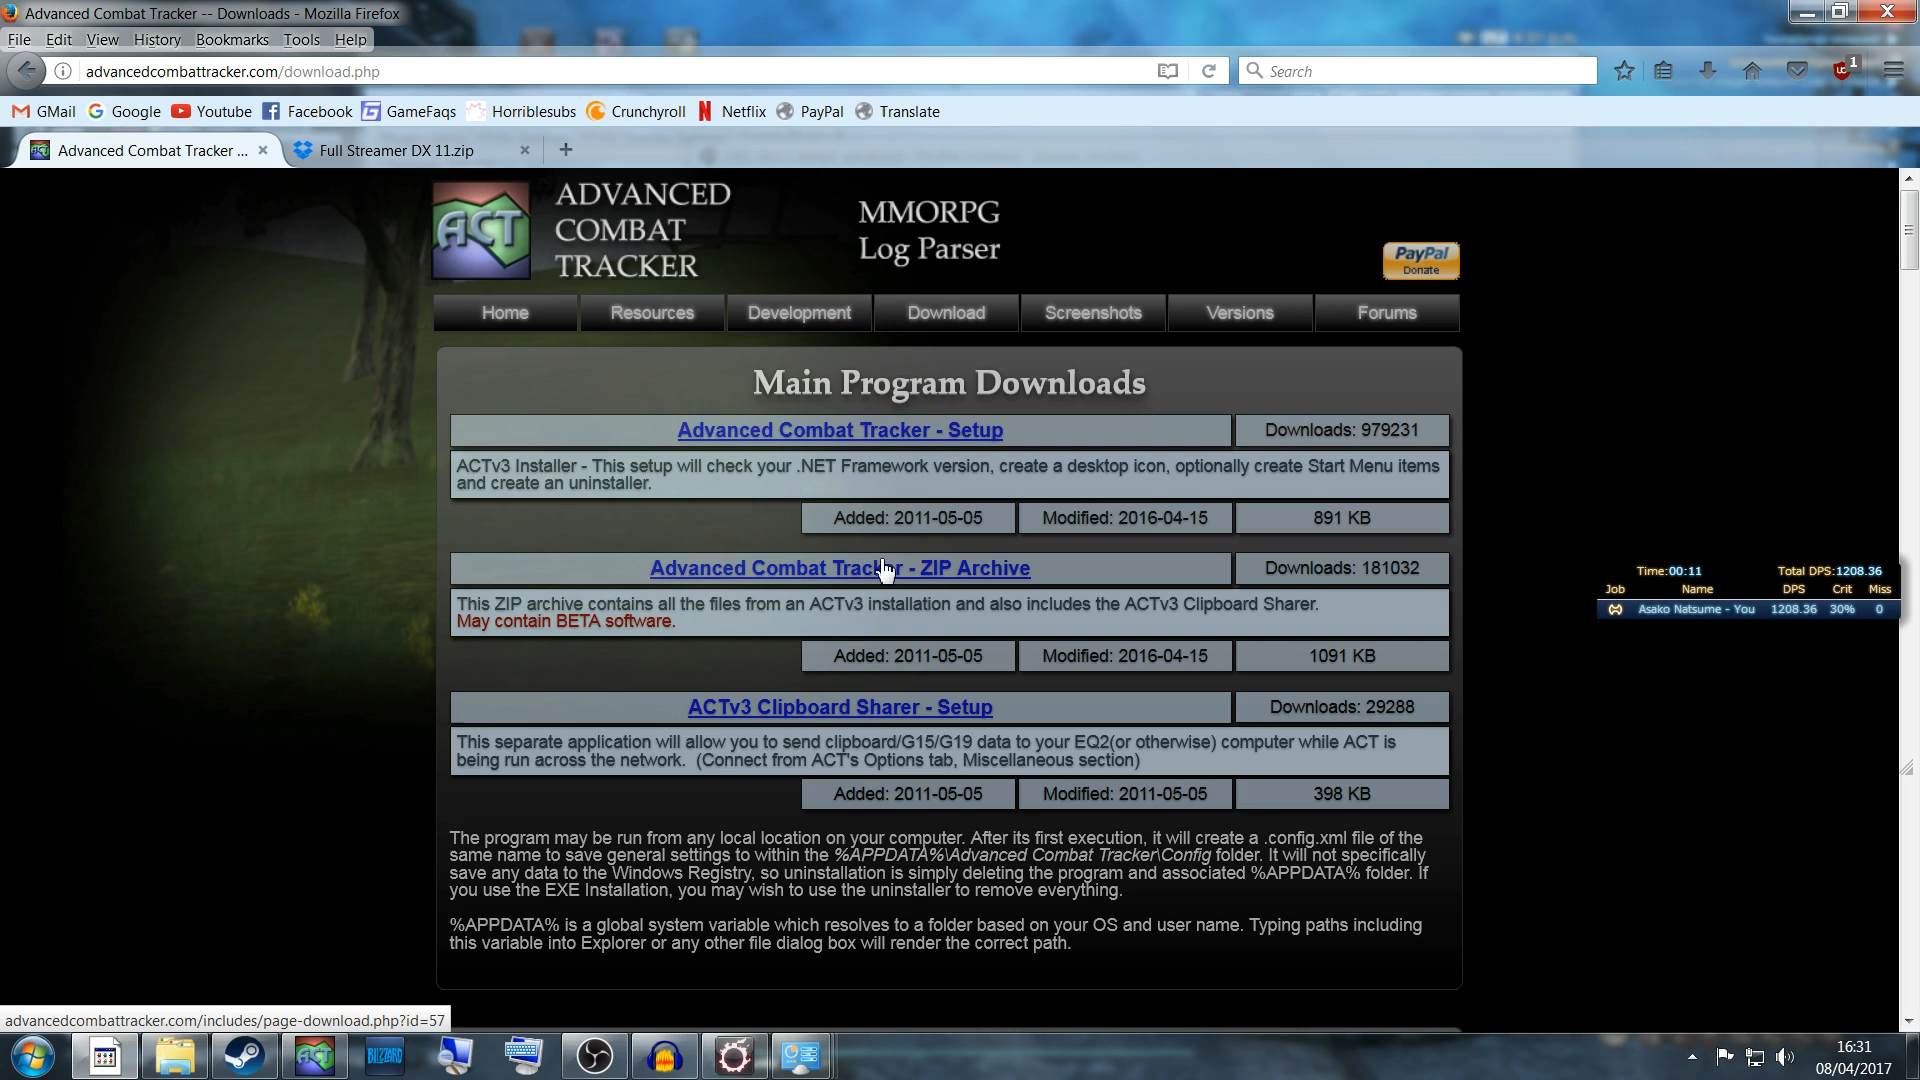 Advanced Combat Tracker -- Downloads - Mozilla Firefox
File Edit View History Bookmarks Tools Help
advancedcombattracker.com/download.php
Search
1
GMail Google Youtube Facebook GameFaqs Horriblesubs Crunchyroll Netflix PayPal Translate
Advanced Combat Tracker ... Full Streamer DX 11.zip
ACT
ADVANCED
COMBAT
TRACKER
MMORPG
Log Parser
PayPal
Donate
Home Resources Development Download Screenshots Versions Forums
Main Program Downloads
Advanced Combat Tracker - Setup Downloads: 979231
ACTv3 Installer - This setup will check your .NET Framework version, create a desktop icon, optionally create Start Menu items
and create an uninstaller.
Added: 2011-05-05 Modified: 2016-04-15 891 KB
Advanced Combat Tracker - ZIP Archive Downloads: 181032
This ZIP archive contains all the files from an ACTv3 installation and also includes the ACTv3 Clipboard Sharer.
May contain BETA software.
Added: 2011-05-05 Modified: 2016-04-15 1091 KB
ACTv3 Clipboard Sharer - Setup Downloads: 29288
This separate application will allow you to send clipboard/G15/G19 data to your EQ2(or otherwise) computer while ACT is
being run across the network. (Connect from ACT's Options tab, Miscellaneous section)
Added: 2011-05-05 Modified: 2011-05-05 398 KB
The program may be run from any local location on your computer. After its first execution, it will create a .config.xml file of the
same name to save general settings to within the %APPDATA%\Advanced Combat Tracker\Config folder. It will not specifically
save any data to the Windows Registry, so uninstallation is simply deleting the program and associated %APPDATA% folder. If
you use the EXE Installation, you may wish to use the uninstaller to remove everything.
%APPDATA% is a global system variable which resolves to a folder based on your OS and user name. Typing paths including
this variable into Explorer or any other file dialog box will render the correct path.
Time:00:11 Total DPS:1208.36
Job Name DPS Crit Miss
Asako Natsume - You 1208.36 30% 0
advancedcombattracker.com/includes/page-download.php?id=57
ACT
BLIZZARD
16:31
08/04/2017